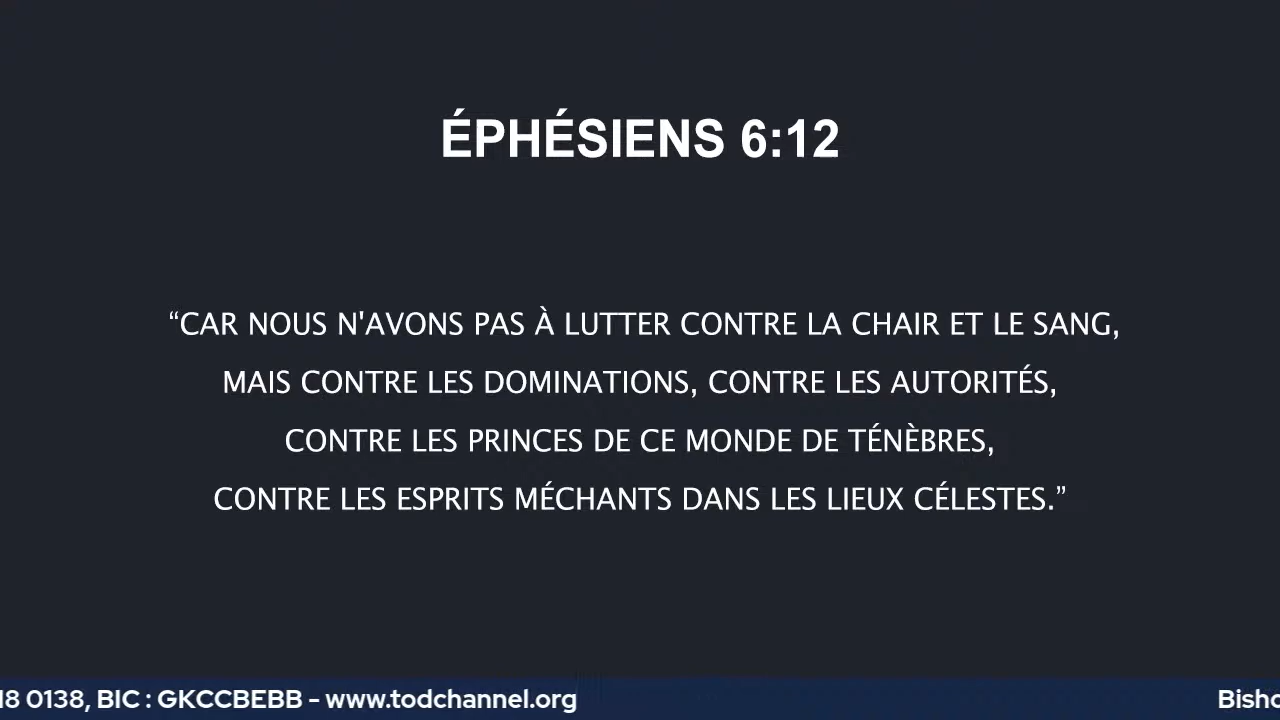 ÉPHÉSIENS 6:12
“CAR NOUS N'AVONS PAS À LUTTER CONTRE LA CHAIR ET LE SANG,
MAIS CONTRE LES DOMINATIONS, CONTRE LES AUTORITÉS,
CONTRE LES PRINCES DE CE MONDE DE TÉNÈBRES,
CONTRE LES ESPRITS MÉCHANTS DANS LES LIEUX CÉLESTES.”
18 0138, BIC : GKCCBEBB - www.todchannel.org